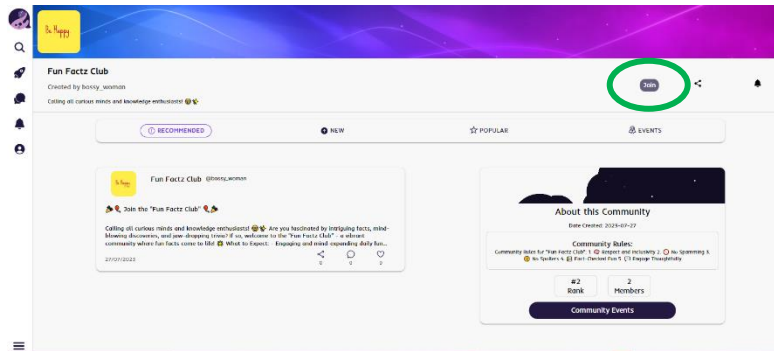 Be Happy
Fun Factz Club
Created by bossy_woman
Calling all curious minds and knowledge enthusiasts!
Join
RECOMMENDED
NEW
POPULAR
EVENTS
Be Happy
Fun Factz Club @bossy_woman
Join the "Fun Factz Club"
Calling all curious minds and knowledge enthusiasts! Are you fascinated by intriguing facts, mind-
blowing discoveries, and jaw-dropping trivia? If so, welcome to the "Fun Factz Club" - a vibrant
community where fun facts come to life! What to Expect: - Engaging and mind-expanding daily fun...
27/07/2023
0 0 0
About this Community
Date Created: 2023-07-27
Community Rules:
Community Rules for "Fun Factz Club": 1. Respect and Inclusivity 2. No Spamming 3.
No Spoilers 4. Fact-Checked Fun 5. Engage Thoughtfully
#2
Rank
2
Members
Community Events